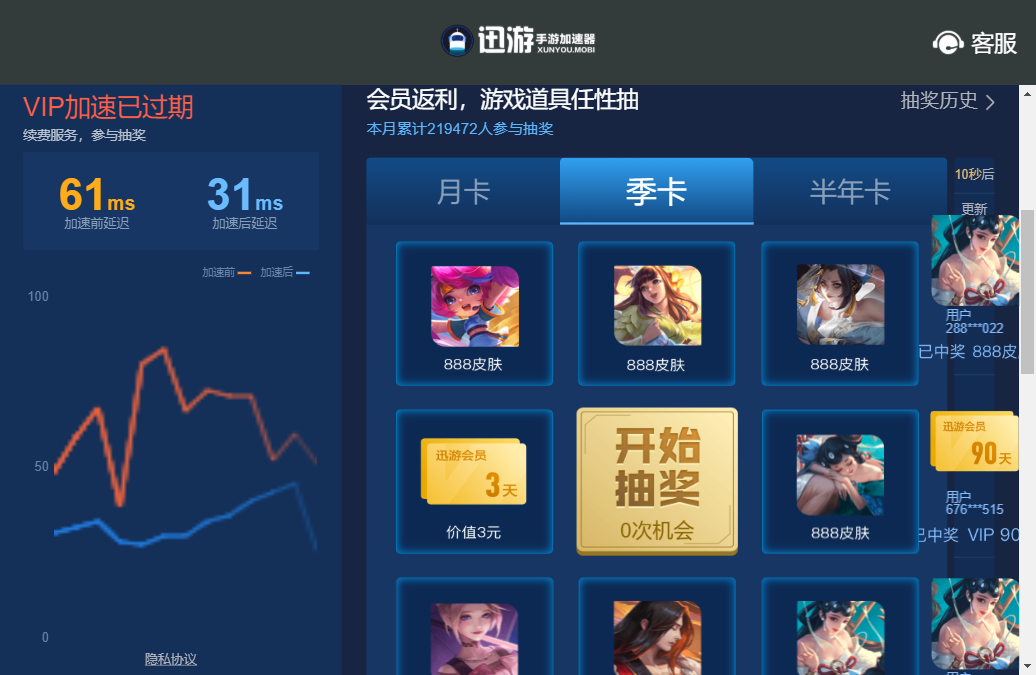 迅游手游加速器
XUNYOU.MOBI
客服
VIP加速已过期
续费服务，参与抽奖
61ms
31ms
加速前延迟
加速后延迟
加速前
加速后
100
50
0
隐私协议
会员返利，游戏道具任性抽
抽奖历史
本月累计219472人参与抽奖
月卡
季卡
半年卡
888皮肤
888皮肤
888皮肤
迅游会员
3天
价值3元
开始
抽奖
0次机会
888皮肤
10秒后
更新
用户
288***022
已中奖 888皮
迅游会员
90天
用户
676***515
已中奖 VIP 90